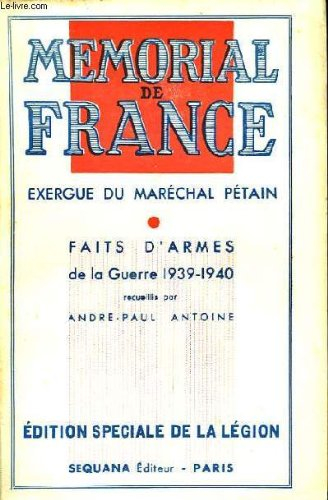 Le-livre.com
MEMORIAL
DE
FRANCE
EXERGUE DU MARÉCHAL PÉTAIN
FAITS D'ARMES
de la Guerre 1939-1940
recueillis par
ANDRÉ-PAUL ANTOINE
ÉDITION SPECIALE DE LA LÉGION
SEQUANA Éditeur - PARIS